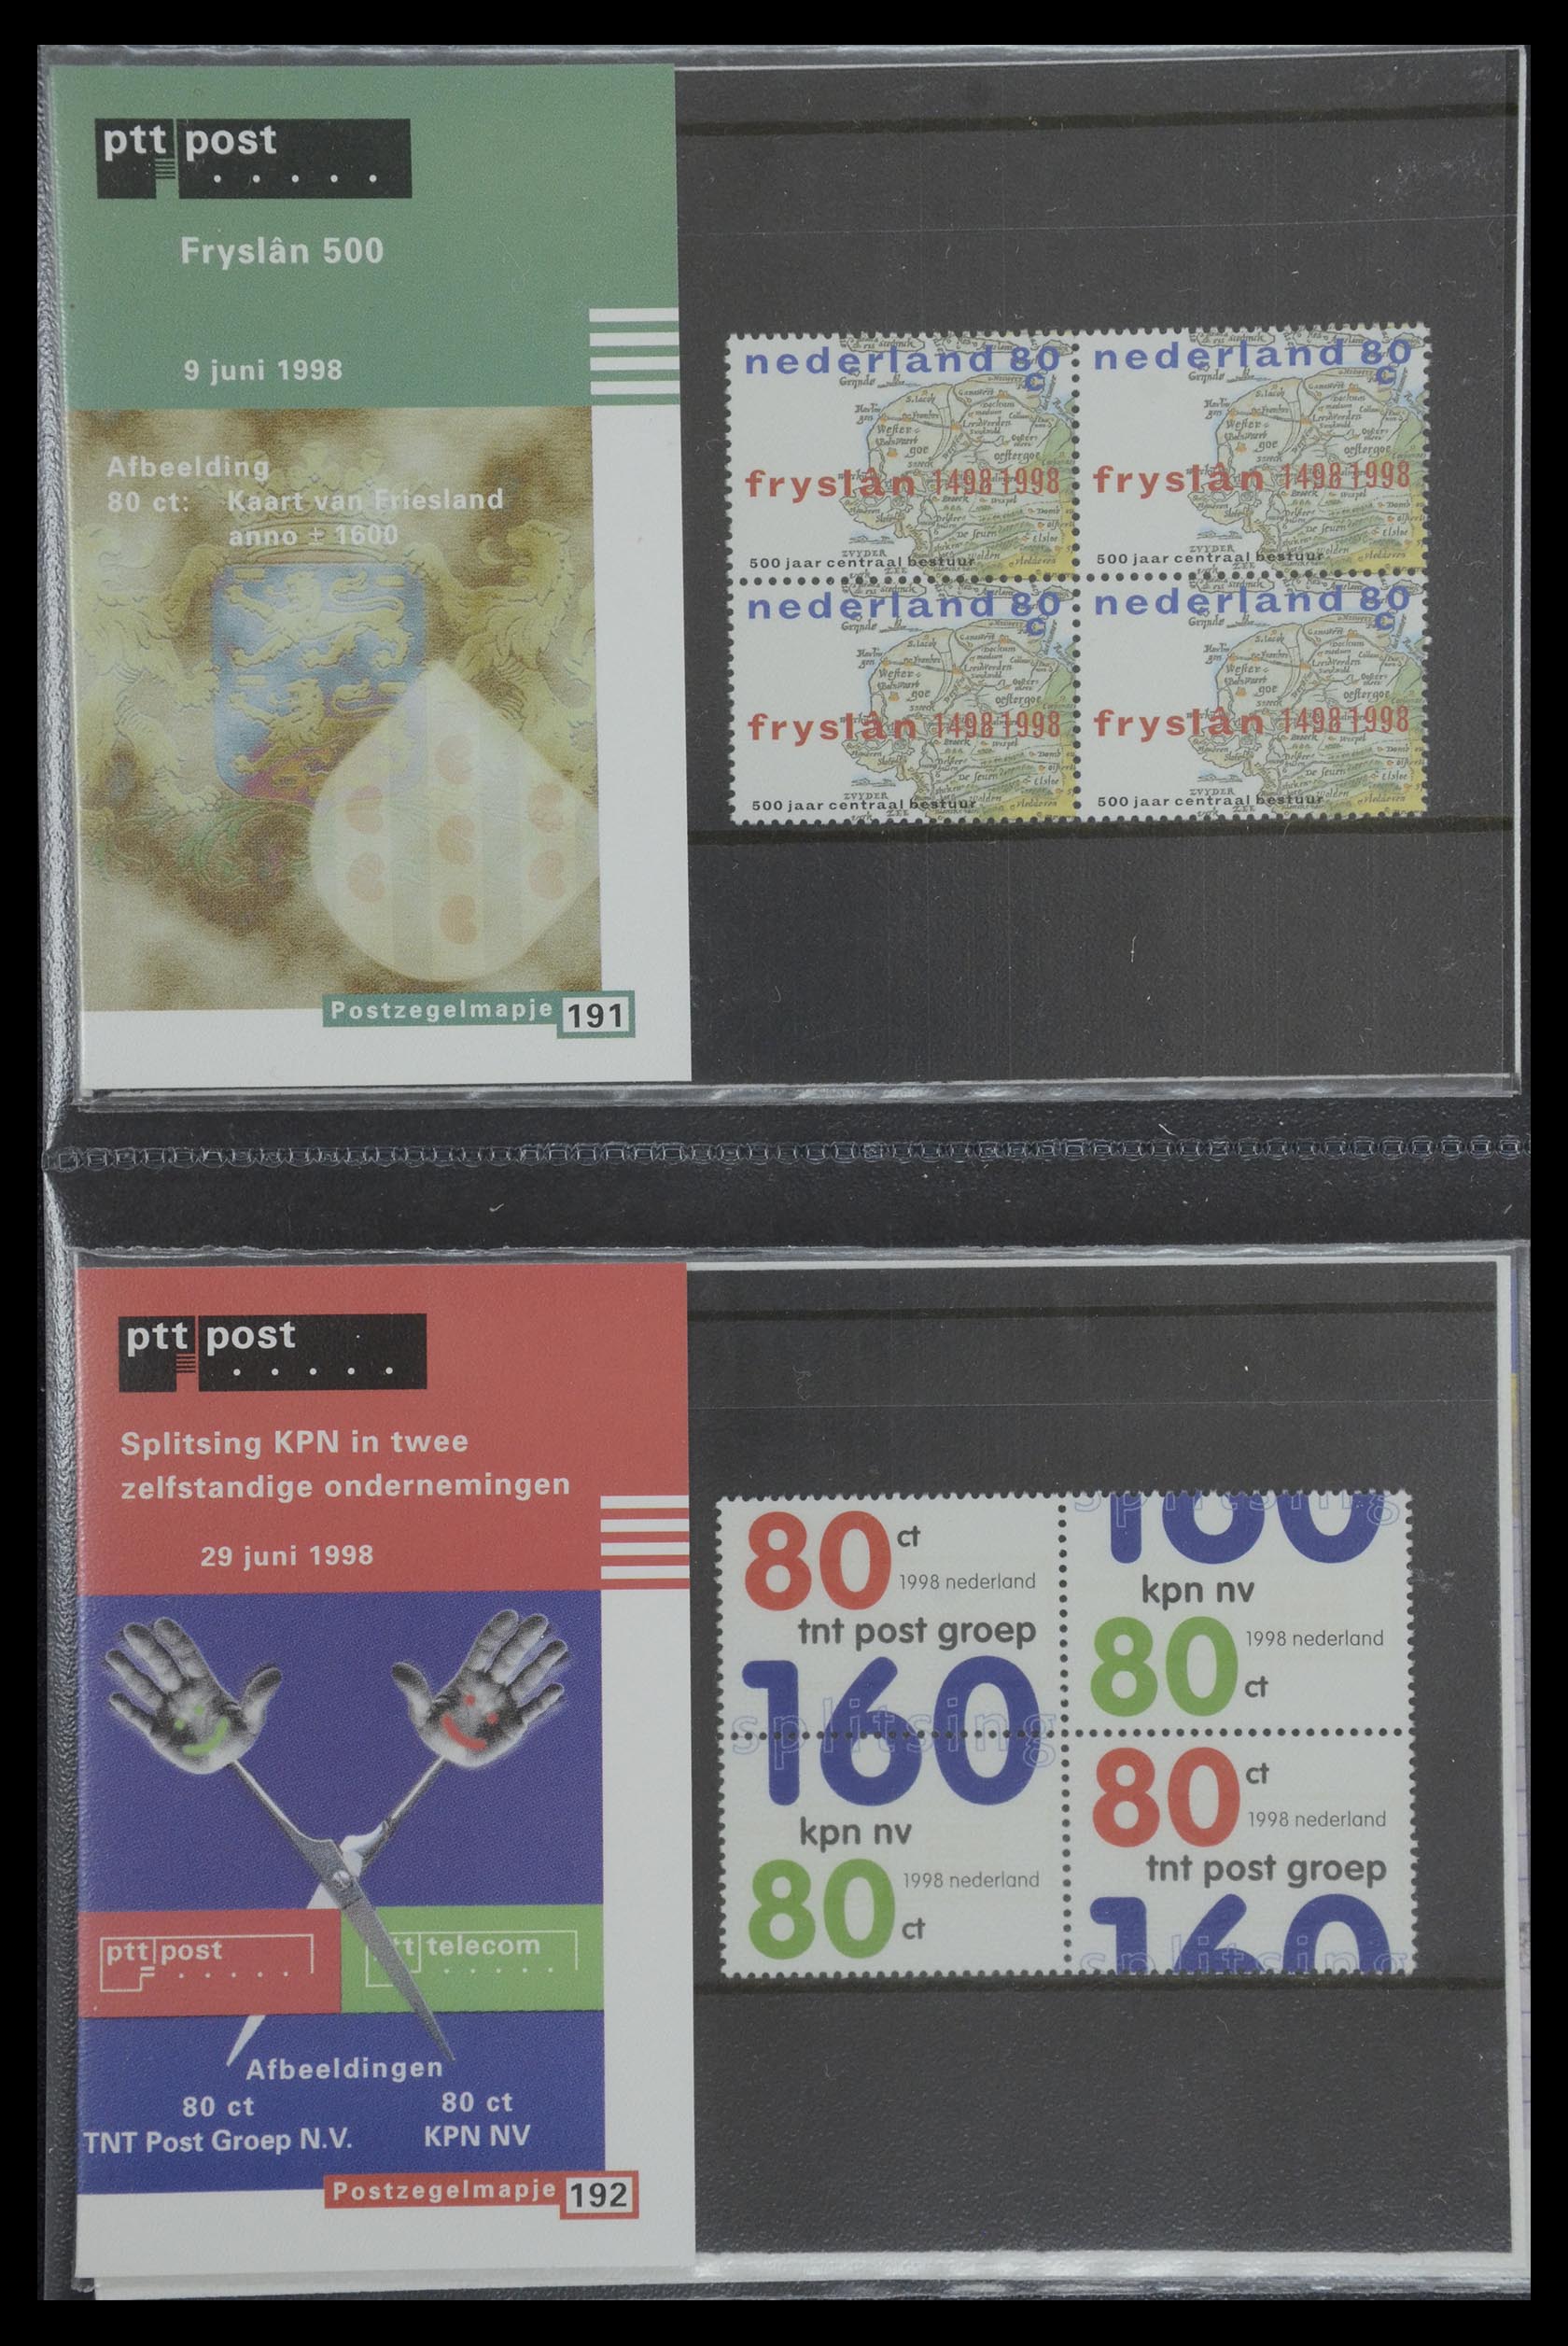 ptt post
Fryslân 500
9 juni 1998
Afbeelding
80 ct: Kaart van Friesland
anno ± 1600
Postzegelmapje 191
nederland 80
c
fryslân 1498 1998
500 jaar centraal bestuur
nederland 80
c
fryslân 1498 1998
500 jaar centraal bestuur
nederland 80
c
fryslân 1498 1998
500 jaar centraal bestuur
nederland 80
c
fryslân 1498 1998
500 jaar centraal bestuur
ptt post
Splitsing KPN in twee
zelfstandige ondernemingen
29 juni 1998
ptt post
telecom
Afbeeldingen
80 ct
TNT Post Groep N.V.
80 ct
KPN NV
Postzegelmapje 192
80 ct
1998 nederland
tnt post groep
160
splitsing
kpn nv
80 ct
1998 nederland
splitsing
160
kpn nv
80 ct
1998 nederland
80 ct
1998 nederland
tnt post groep
160
splitsing